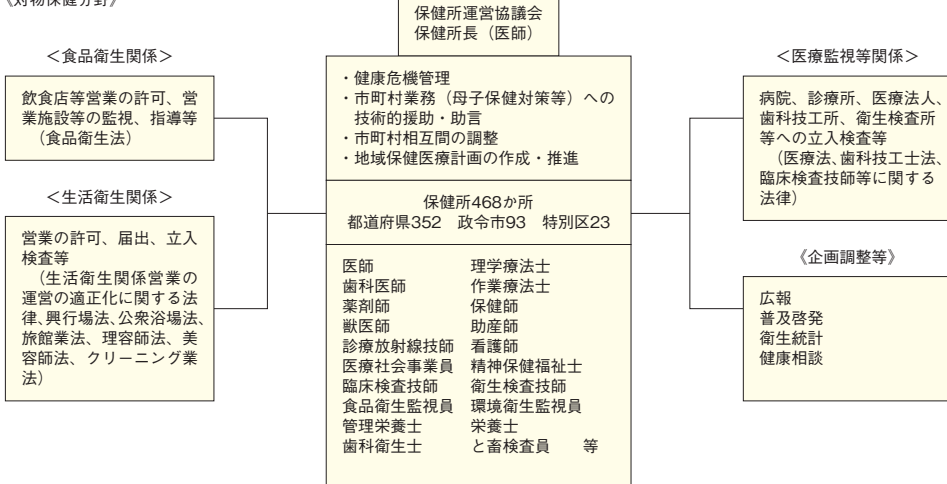 《対物保健分野》
保健所運営協議会
保健所長（医師）
＜食品衛生関係＞
飲食店等営業の許可、営
業施設等の監視、指導等
（食品衛生法）
＜生活衛生関係＞
営業の許可、届出、立入
検査等
（生活衛生関係営業の
運営の適正化に関する法
律、興行場法、公衆浴場法、
旅館業法、理容師法、美
容師法、クリーニング業
法）
・健康危機管理
・市町村業務（母子保健対策等）への
技術的援助・助言
・市町村相互間の調整
・地域保健医療計画の作成・推進
保健所468か所
都道府県352　政令市93　特別区23
医師　理学療法士
歯科医師　作業療法士
薬剤師　保健師
獣医師　助産師
診療放射線技師　看護師
医療社会事業員　精神保健福祉士
臨床検査技師　衛生検査技師
食品衛生監視員　環境衛生監視員
管理栄養士　栄養士
歯科衛生士　と畜検査員　等
＜医療監視等関係＞
病院、診療所、医療法人、
歯科技工所、衛生検査所
等への立入検査等
（医療法、歯科技工士法、
臨床検査技師等に関する
法律）
《企画調整等》
広報
普及啓発
衛生統計
健康相談